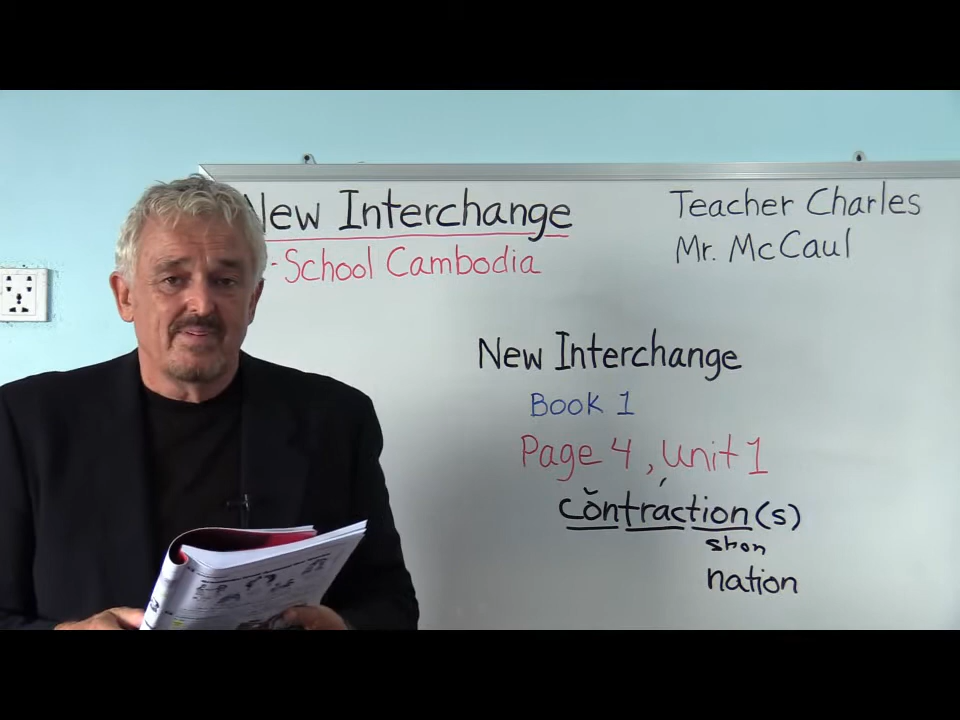 New Interchange
-School Cambodia
Teacher Charles
Mr. McCaul
New Interchange
Book 1
Page 4, Unit 1
contraction(s)
shon
nation